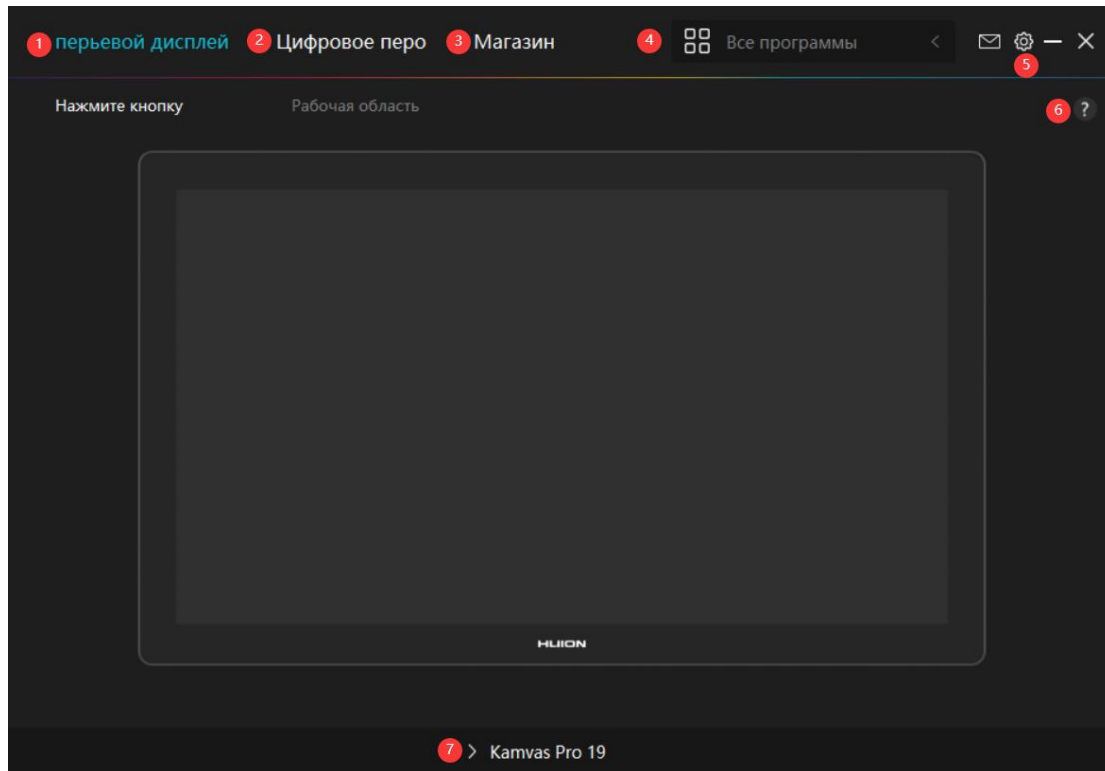 1 перьевой дисплей 2 Цифровое перо 3 Магазин 4 Все программы
5
Нажмите кнопку Рабочая область 6 ?
HUION
7 > Kamvas Pro 19